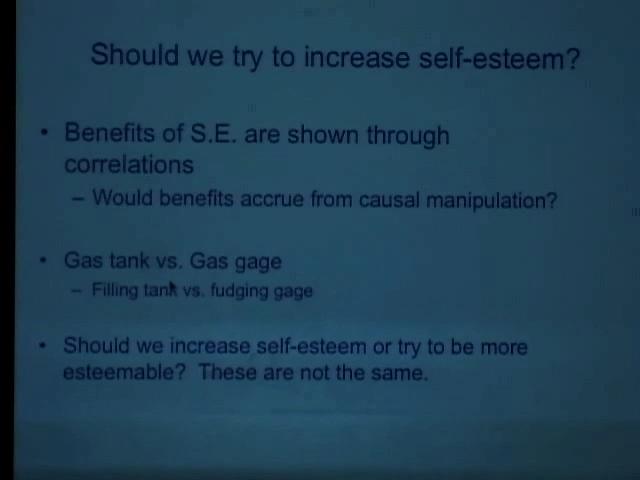 Should we try to increase self-esteem?
• Benefits of S.E. are shown through
correlations
– Would benefits accrue from causal manipulation?
• Gas tank vs. Gas gage
– Filling tank vs. fudging gage
• Should we increase self-esteem or try to be more
esteemable? These are not the same.